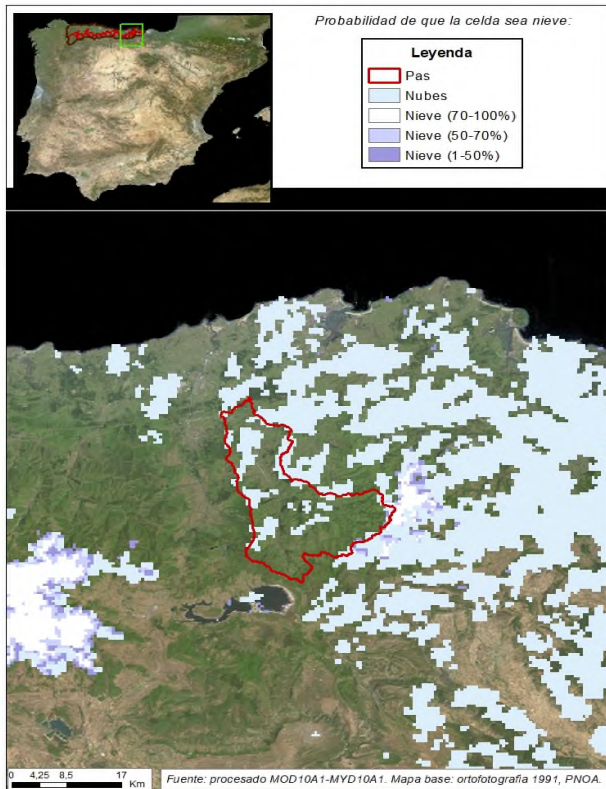 Probabilidad de que la celda sea nieve:
Leyenda
Pas
Nubes
Nieve (70-100%)
Nieve (50-70%)
Nieve (1-50%)
0 4,25 8,5 17
Km
Fuente: procesado MOD10A1-MYD10A1. Mapa base: ortofotografia 1991, PNOA.